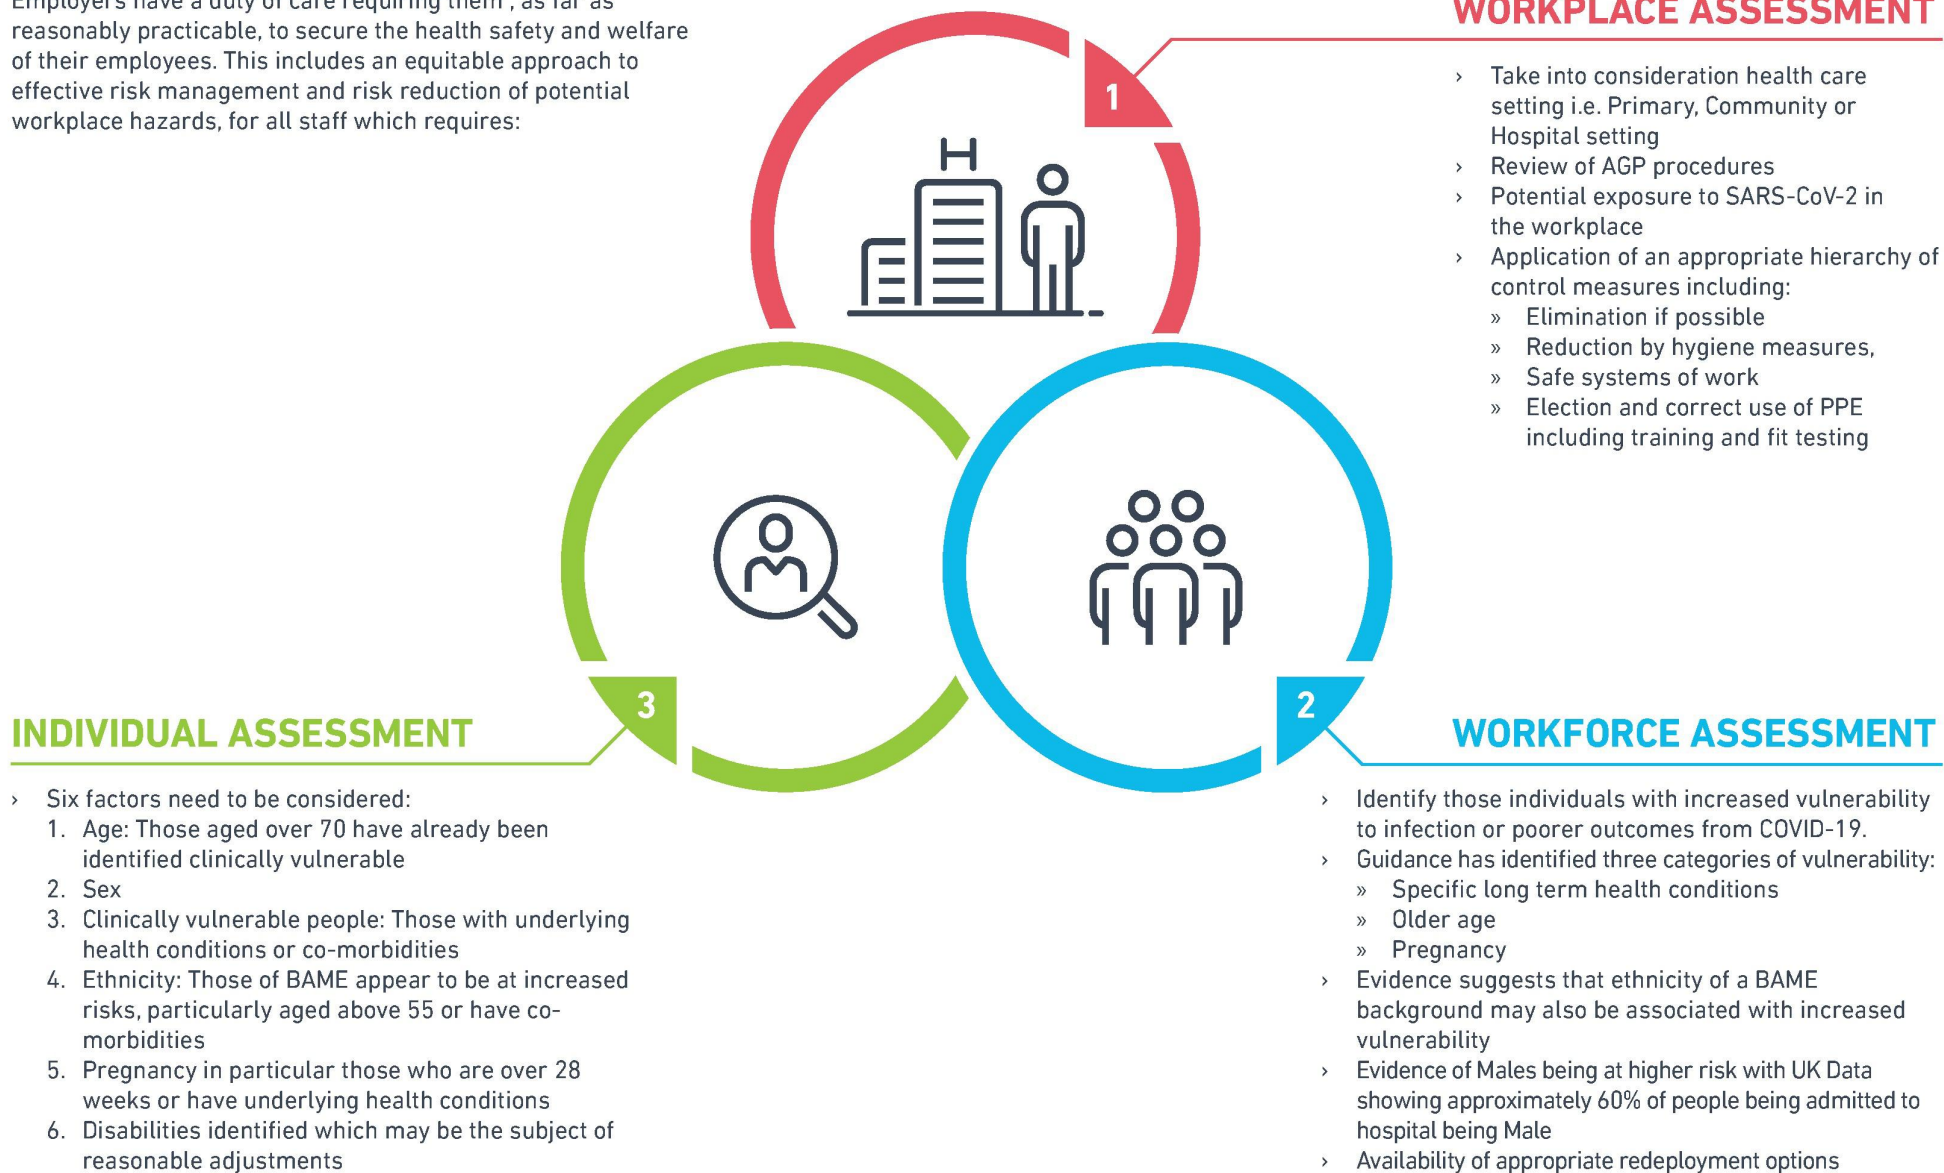 Employers have a duty of care requiring them , as far as
reasonably practicable, to secure the health safety and welfare
of their employees. This includes an equitable approach to
effective risk management and risk reduction of potential
workplace hazards, for all staff which requires:
WORKPLACE ASSESSMENT
1
› Take into consideration health care
setting i.e. Primary, Community or
Hospital setting
› Review of AGP procedures
› Potential exposure to SARS-CoV-2 in
the workplace
› Application of an appropriate hierarchy of
control measures including:
» Elimination if possible
» Reduction by hygiene measures,
» Safe systems of work
» Election and correct use of PPE
including training and fit testing
H
3
INDIVIDUAL ASSESSMENT
› Six factors need to be considered:
1. Age: Those aged over 70 have already been
identified clinically vulnerable
2. Sex
3. Clinically vulnerable people: Those with underlying
health conditions or co-morbidities
4. Ethnicity: Those of BAME appear to be at increased
risks, particularly aged above 55 or have co-
morbidities
5. Pregnancy in particular those who are over 28
weeks or have underlying health conditions
6. Disabilities identified which may be the subject of
reasonable adjustments
2
WORKFORCE ASSESSMENT
› Identify those individuals with increased vulnerability
to infection or poorer outcomes from COVID-19.
› Guidance has identified three categories of vulnerability:
» Specific long term health conditions
» Older age
» Pregnancy
› Evidence suggests that ethnicity of a BAME
background may also be associated with increased
vulnerability
› Evidence of Males being at higher risk with UK Data
showing approximately 60% of people being admitted to
hospital being Male
› Availability of appropriate redeployment options